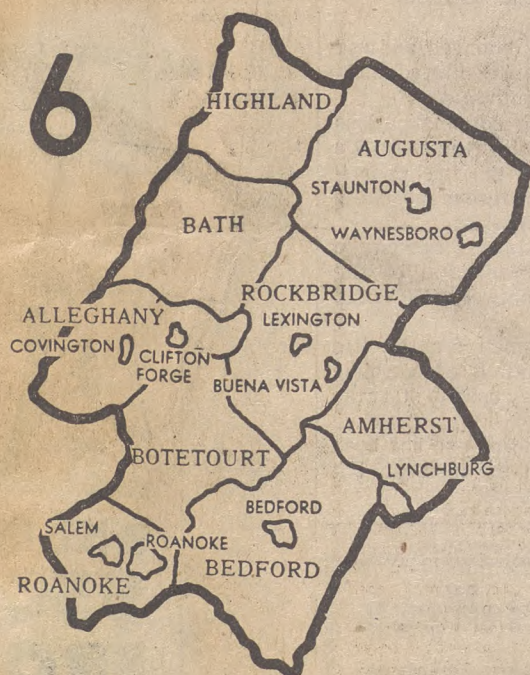 6
HIGHLAND
AUGUSTA
STAUNTON
WAYNESBORO
BATH
ROCKBRIDGE
LEXINGTON
ALLEGHANY
COVINGTON
CLIFTON
FORGE
BUENA VISTA
AMHERST
LYNCHBURG
BOTETOURT
BEDFORD
SALEM
ROANOKE
ROANOKE
BEDFORD